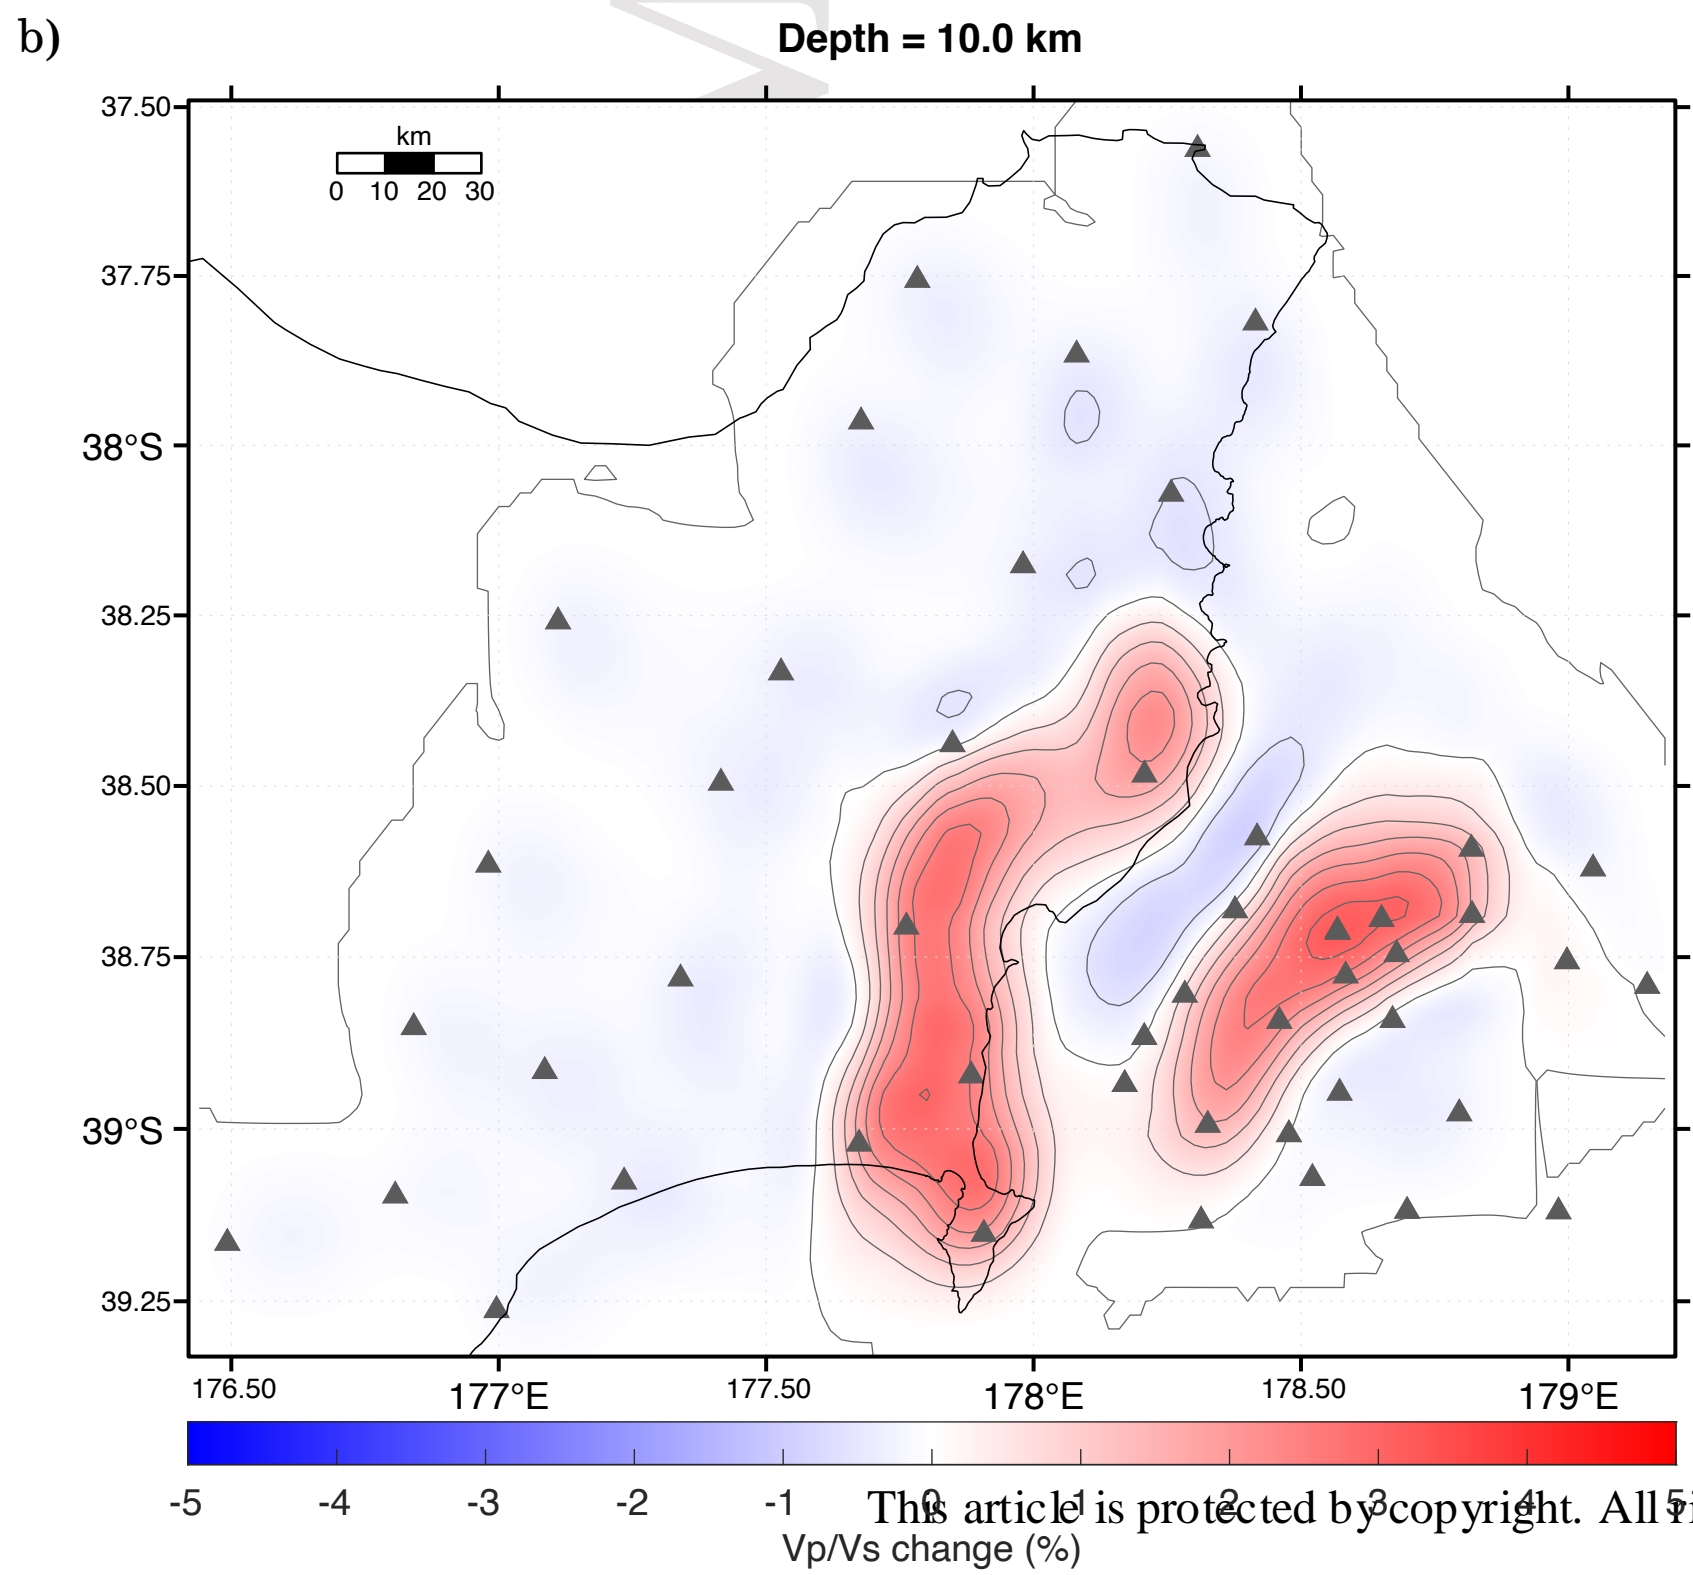 b)
Depth = 10.0 km
37.50
37.75
38°S
38.25
38.50
38.75
39°S
39.25
km
0 10 20 30
176.50 177°E 177.50 178°E 178.50 179°E
-5 -4 -3 -2 -1 0 1 2 3 4 5
This article is protected by copyright. All ri
Vp/Vs change (%)